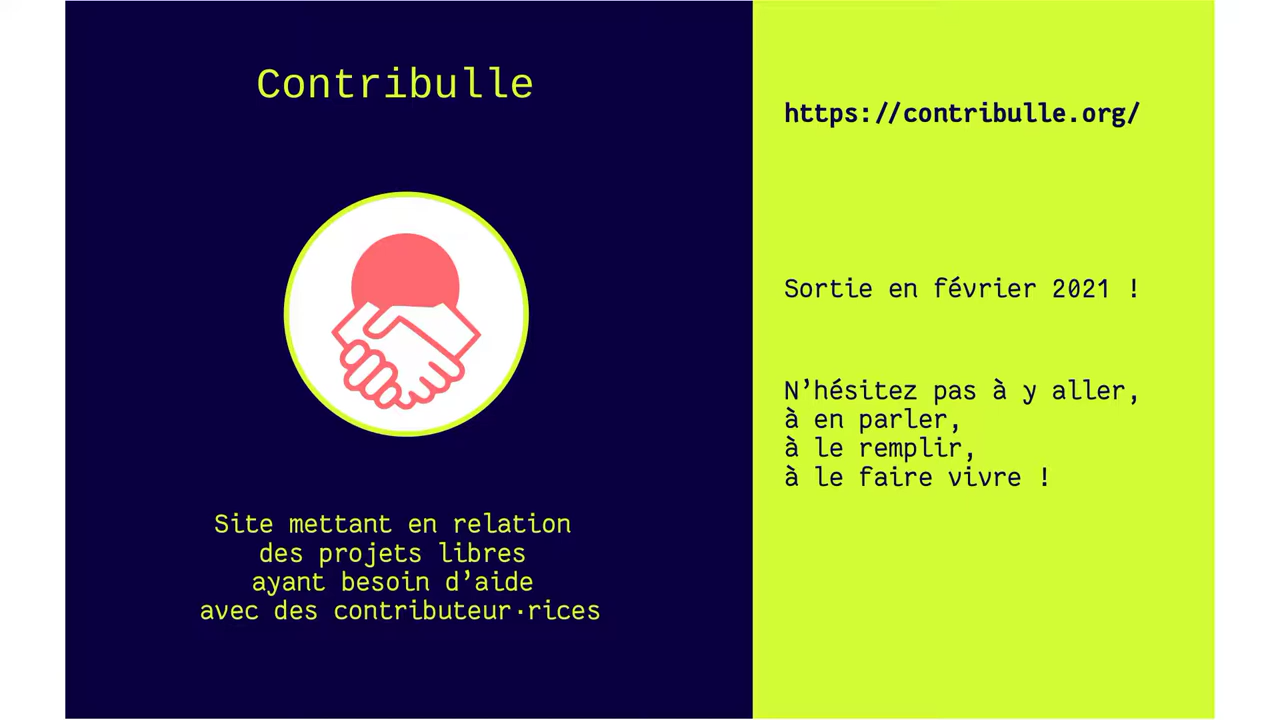 Contribulle
Site mettant en relation
des projets libres
ayant besoin d’aide
avec des contributeur·rices
https://contribulle.org/
Sortie en février 2021 !
N’hésitez pas à y aller,
à en parler,
à le remplir,
à le faire vivre !